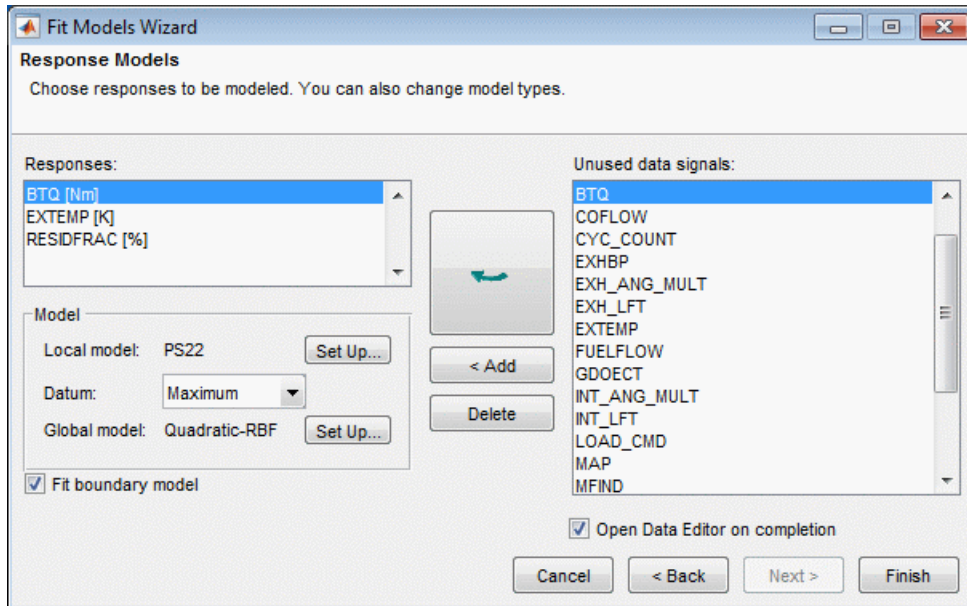 Fit Models Wizard
Response Models
Choose responses to be modeled. You can also change model types.
Responses:
BTQ [Nm]
EXTEMP [K]
RESIDFRAC [%]
Model
Local model: PS22 Set Up...
Datum: Maximum
Global model: Quadratic-RBF Set Up...
Fit boundary model
< Add
Delete
Unused data signals:
BTQ
COFLOW
CYC_COUNT
EXHBP
EXH_ANG_MULT
EXH_LFT
EXTEMP
FUELFLOW
GDOECT
INT_ANG_MULT
INT_LFT
LOAD_CMD
MAP
MFIND
Open Data Editor on completion
Cancel < Back Next > Finish